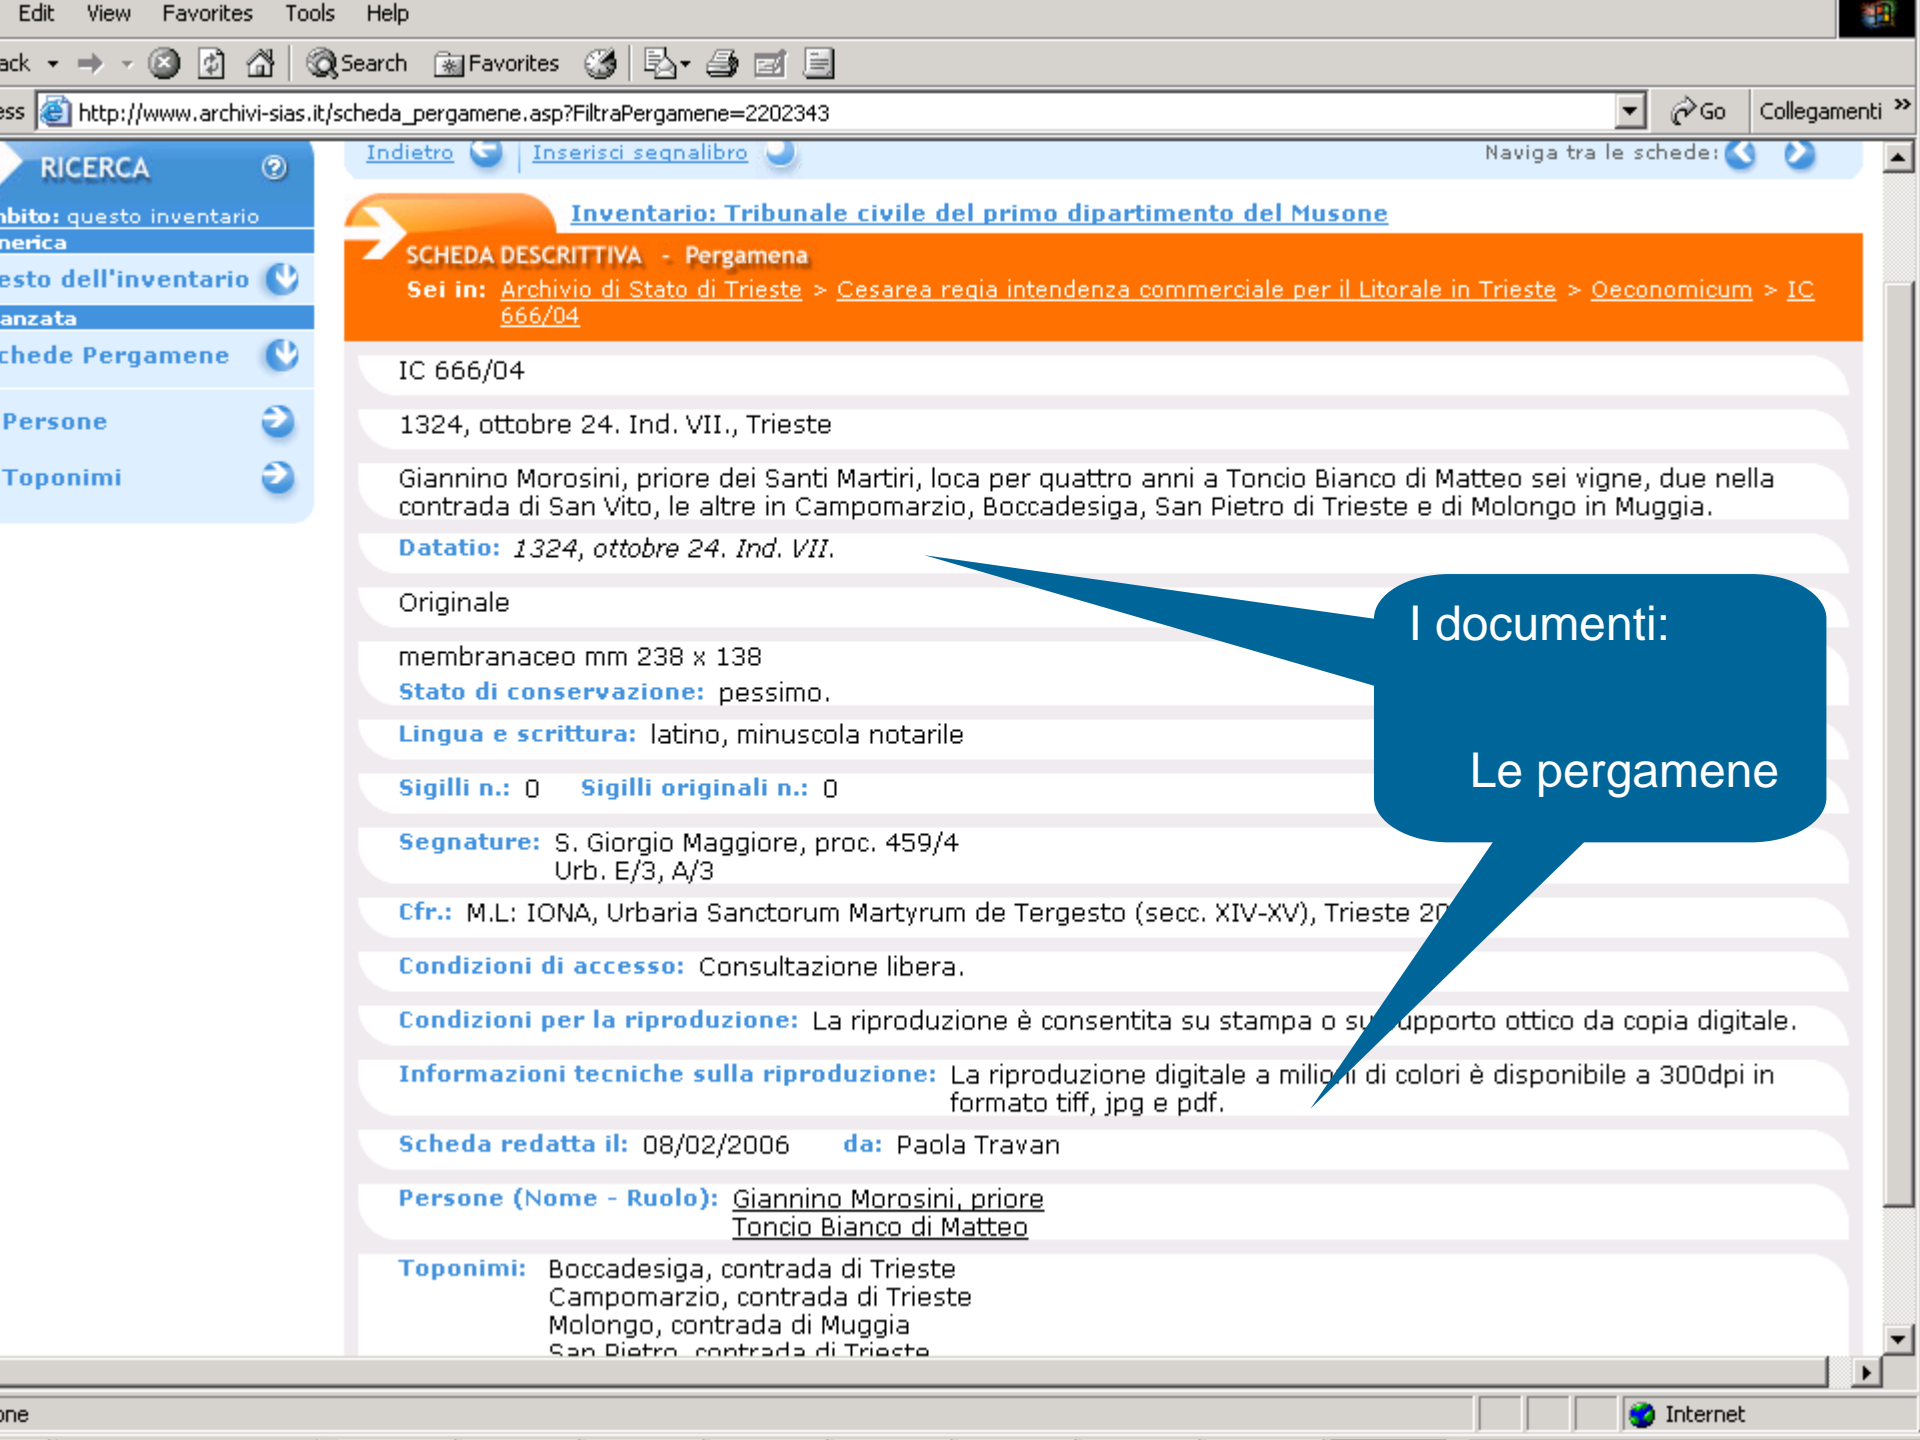 Edit View Favorites Tools Help
ack Search Favorites
ess http://www.archivi-sias.it/scheda_pergamene.asp?FiltraPergamene=2202343 Go Collegamenti »
RICERCA ?
Indietro Inserisci segnalibro Naviga tra le schede:
nbito: questo inventario
nerica
esto dell'inventario
anzata
chede Pergamene
Persone
Toponimi
Inventario: Tribunale civile del primo dipartimento del Musone
SCHEDA DESCRITTIVA - Pergamena
Sei in: Archivio di Stato di Trieste > Cesarea regia intendenza commerciale per il Litorale in Trieste > Oeconomicum > IC
666/04
IC 666/04
1324, ottobre 24. Ind. VII., Trieste
Giannino Morosini, priore dei Santi Martiri, loca per quattro anni a Toncio Bianco di Matteo sei vigne, due nella
contrada di San Vito, le altre in Campomarzio, Boccadesiga, San Pietro di Trieste e di Molongo in Muggia.
Datatio: 1324, ottobre 24. Ind. VII.
Originale
membranaceo mm 238 x 138
Stato di conservazione: pessimo.
Lingua e scrittura: latino, minuscola notarile
Sigilli n.: 0 Sigilli originali n.: 0
Segnature: S. Giorgio Maggiore, proc. 459/4
Urb. E/3, A/3
Cfr.: M.L: IONA, Urbaria Sanctorum Martyrum de Tergesto (secc. XIV-XV), Trieste 20
Condizioni di accesso: Consultazione libera.
Condizioni per la riproduzione: La riproduzione è consentita su stampa o su supporto ottico da copia digitale.
Informazioni tecniche sulla riproduzione: La riproduzione digitale a milioni di colori è disponibile a 300dpi in
formato tiff, jpg e pdf.
Scheda redatta il: 08/02/2006 da: Paola Travan
Persone (Nome - Ruolo): Giannino Morosini, priore
Toncio Bianco di Matteo
Toponimi: Boccadesiga, contrada di Trieste
Campomarzio, contrada di Trieste
Molongo, contrada di Muggia
San Pietro, contrada di Trieste
I documenti:
Le pergamene
one Internet